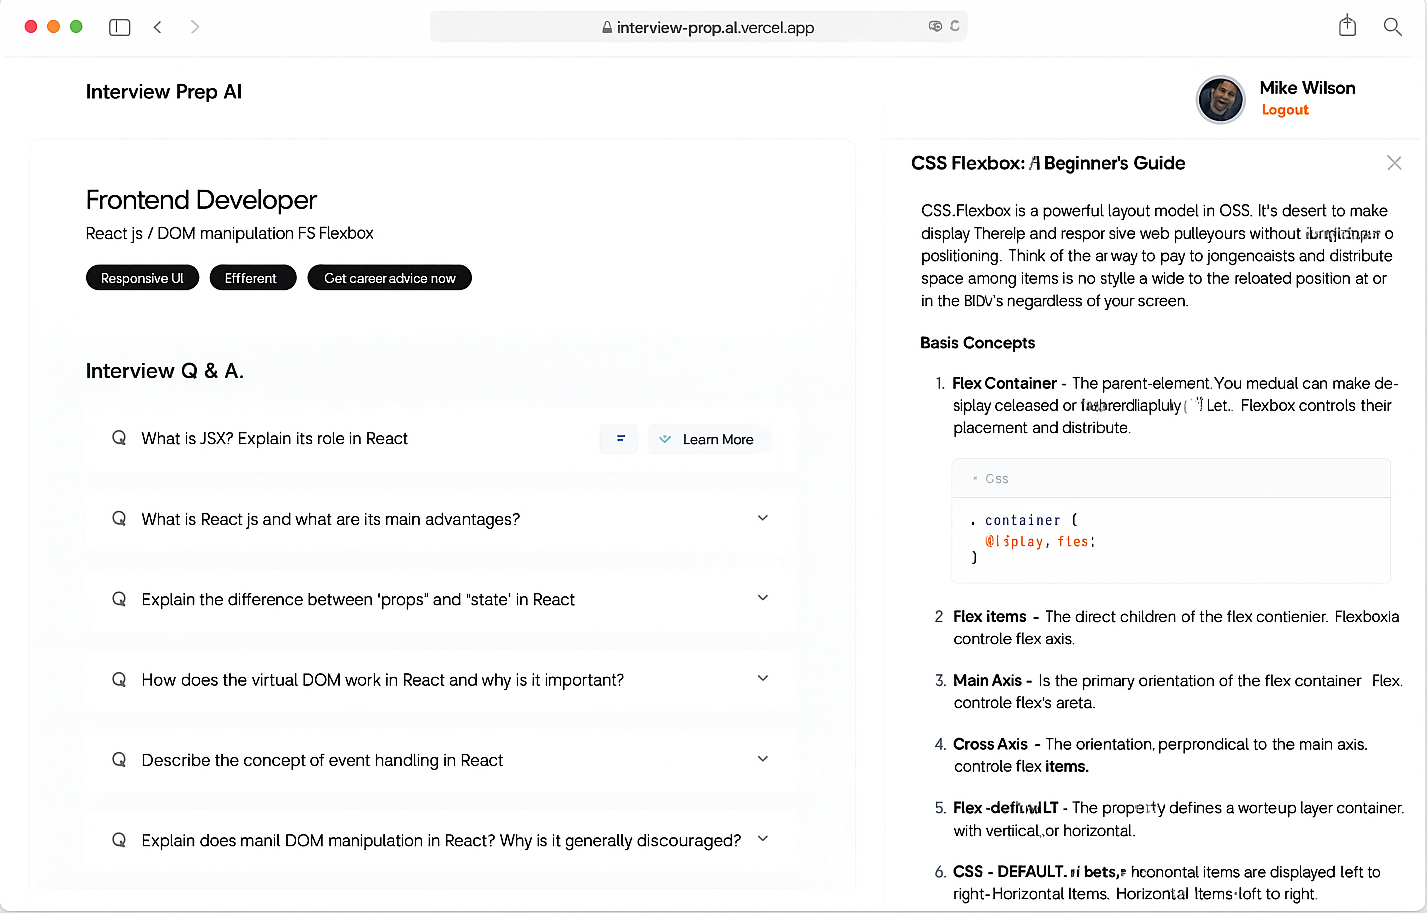 interview-prop.al.vercel.app
Interview Prep AI
Mike Wilson
Logout
Frontend Developer
React js / DOM manipulation FS Flexbox
Responsive UI
Effferent
Get career advice now
Interview Q & A.
Q What is JSX? Explain its role in React
Learn More
Q What is React js and what are its main advantages?
Q Explain the difference between 'props" and "state' in React
Q How does the virtual DOM work in React and why is it important?
Q Describe the concept of event handling in React
Q Explain does manil DOM manipulation in React? Why is it generally discouraged?
CSS Flexbox: A Beginner's Guide
CSS.Flexbox is a powerful layout model in OSS. It's desert to make
display Therelp and respor sive web pulleyours without o
poslitioning. Think of the ar way to pay to jongencaists and distribute
space among items is no stylle a wide to the reloated position at or
in the BIDV's negardless of your screen.
Basis Concepts
1. Flex Container - The parent-element. You medual can make de-
siplay celeased or Let.. Flexbox controls their
placement and distribute.
Css
. container (
@lsplay, ftes;
)
2 Flex items - The direct children of the flex contienier. Flexboxia
controle flex axis.
3. Main Axis - Is the primary orientation of the flex container Flex.
controle flex's areta.
4. Cross Axis - The orientation, perprondical to the main axis.
controle flex items.
5. Flex - The property defines a worteup layer container.
with vertiical,or horizontal.
6. CSS - DEFAULT. bets, hoonontal items are displayed left to
right-Horizontal Items. Horizontal Items loft to right.